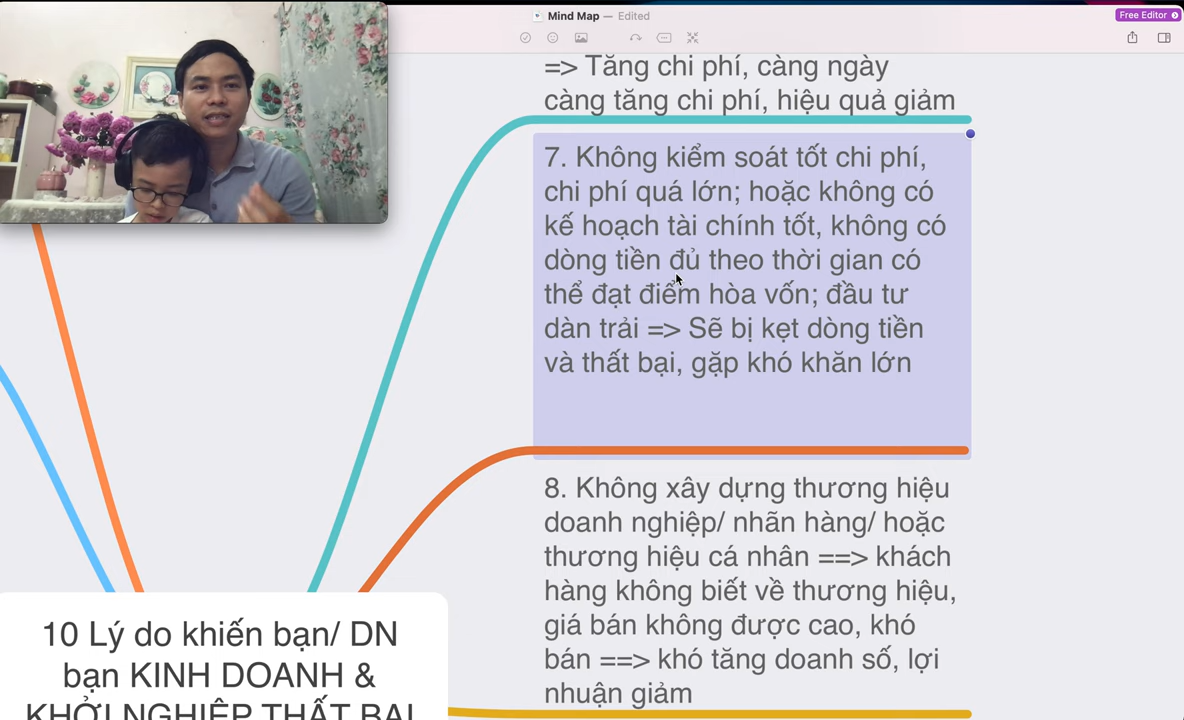 Mind Map — Edited
Free Editor
=> Tăng chi phí, càng ngày
càng tăng chi phí, hiệu quả giảm
7. Không kiểm soát tốt chi phí,
chi phí quá lớn; hoặc không có
kế hoạch tài chính tốt, không có
dòng tiền đủ theo thời gian có
thể đạt điểm hòa vốn; đầu tư
dàn trải => Sẽ bị kẹt dòng tiền
và thất bại, gặp khó khăn lớn
8. Không xây dựng thương hiệu
doanh nghiệp/ nhãn hàng/ hoặc
thương hiệu cá nhân ==> khách
hàng không biết về thương hiệu,
giá bán không được cao, khó
bán ==> khó tăng doanh số, lợi
nhuận giảm
10 Lý do khiến bạn/ DN
bạn KINH DOANH &
KHỞI NGHIỆP THẤT BẠI